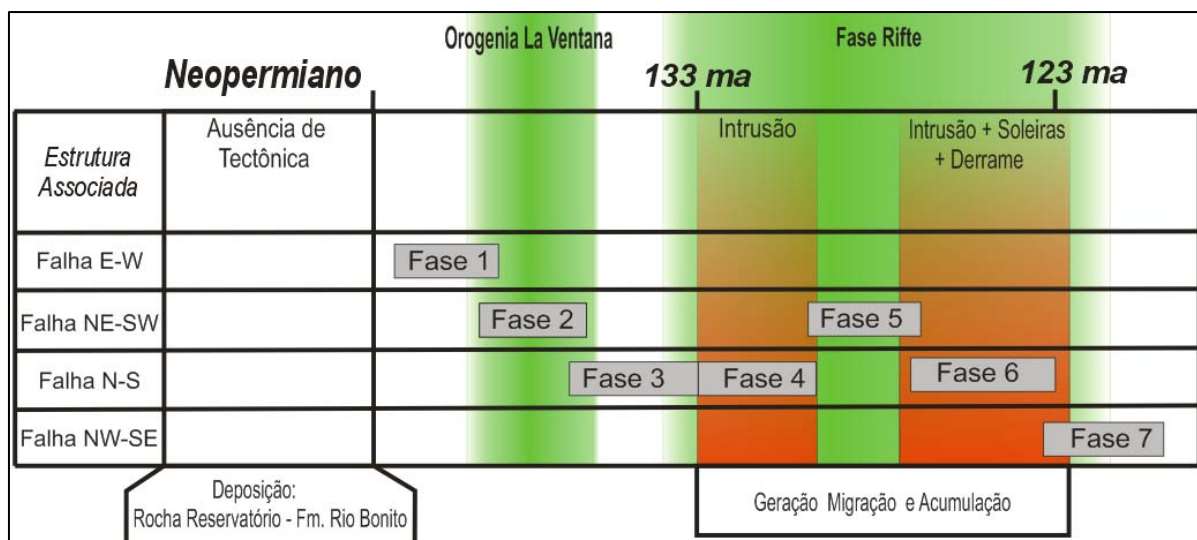 Orogenia La Ventana
Fase Rifte
Neopermiano
133 ma
123 ma
Estrutura
Associada
Ausência de
Tectônica
Intrusão
Intrusão + Soleiras
+ Derrame
Falha E-W
Fase 1
Falha NE-SW
Fase 2
Fase 5
Falha N-S
Fase 3
Fase 4
Fase 6
Falha NW-SE
Fase 7
Deposição:
Rocha Reservatório - Fm. Rio Bonito
Geração Migração e Acumulação